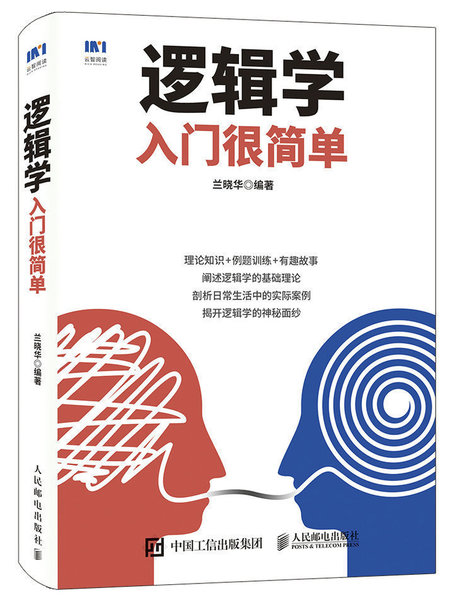 云智阅读
逻辑学
入门很简单
兰晓华◎编著
理论知识+例题训练+有趣故事
阐述逻辑学的基础理论
剖析日常生活中的实际案例
揭开逻辑学的神秘面纱
中国工信出版集团
人民邮电出版社
POSTS & TELECOM PRESS
云智阅读
逻辑学
入门很简单
兰晓华◎编著
人民邮电出版社